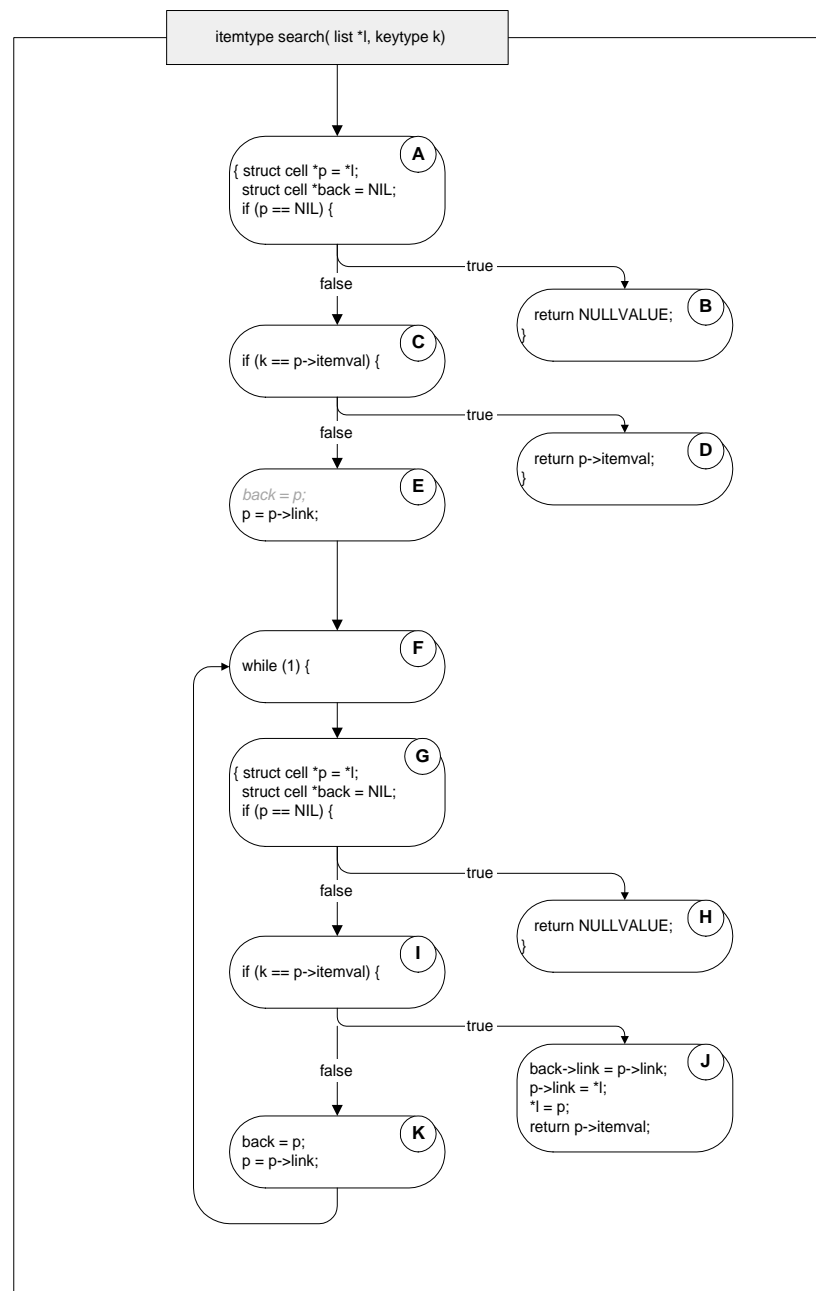 itemtype search( list *l, keytype k)
A
{ struct cell *p = *l;
struct cell *back = NIL;
if (p == NIL) {
true
false
B
return NULLVALUE;
}
C
if (k == p->itemval) {
true
false
D
return p->itemval;
}
E
back = p;
p = p->link;
F
while (1) {
G
{ struct cell *p = *l;
struct cell *back = NIL;
if (p == NIL) {
true
false
H
return NULLVALUE;
}
I
if (k == p->itemval) {
true
false
J
back->link = p->link;
p->link = *l;
*l = p;
return p->itemval;
K
back = p;
p = p->link;